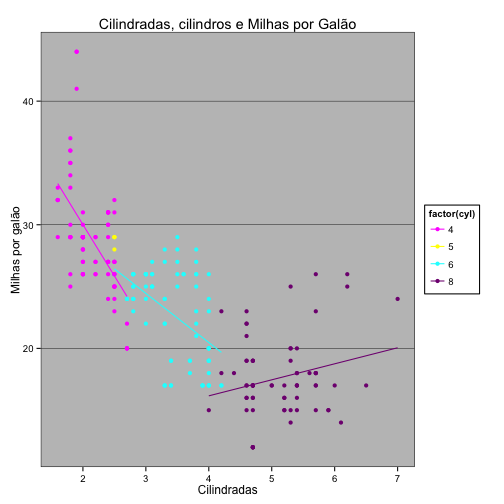 Cilindradas, cilindros e Milhas por Galão
Milhas por galão
40
30
20
2 3 4 5 6 7
Cilindradas
factor(cyl)
4
5
6
8